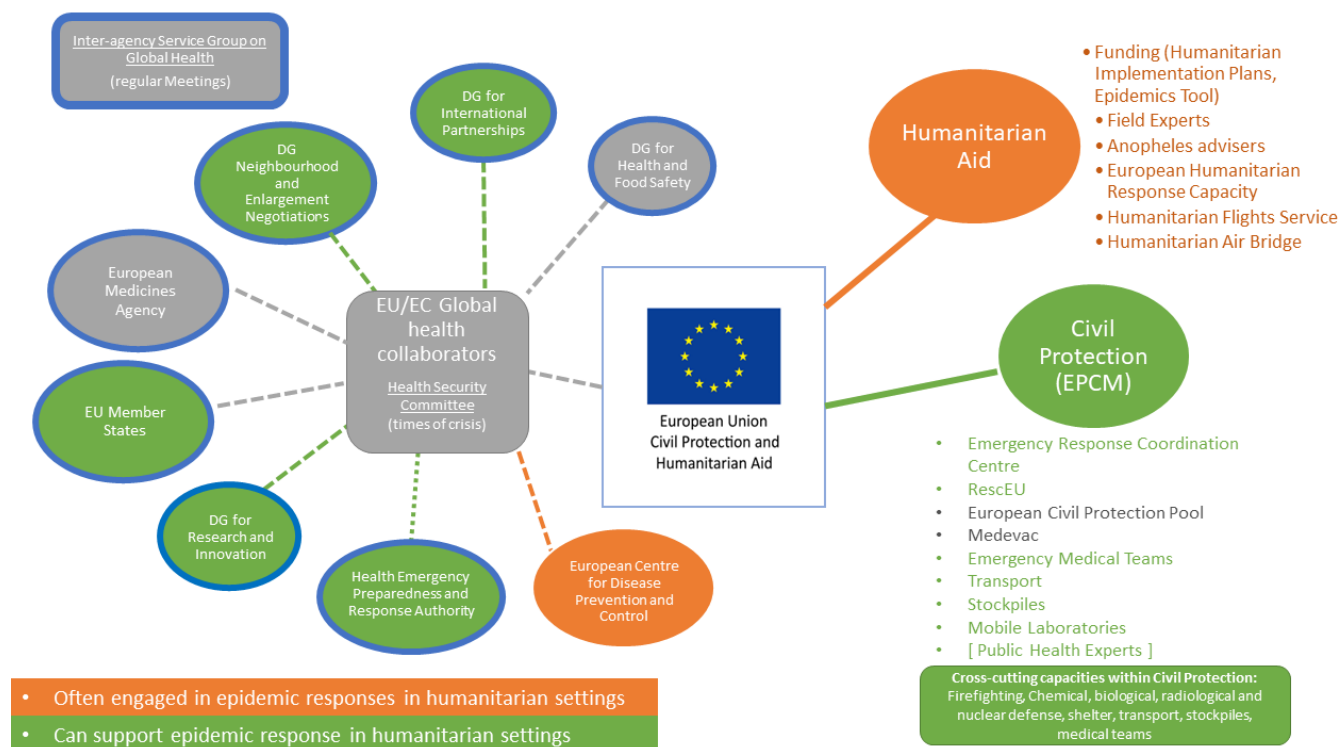 Inter-agency Service Group on
Global Health
(regular Meetings)
DG for
International
Partnerships
DG
Neighbourhood
and
Enlargement
Negotiations
DG for
Health and
Food Safety
European
Medicines
Agency
EU Member
States
DG for
Research and
Innovation
Health Emergency
Preparedness and
Response Authority
European Centre
for Disease
Prevention and
Control
EU/EC Global
health
collaborators
Health Security
Committee
(times of crisis)
European Union
Civil Protection and
Humanitarian Aid
Humanitarian
Aid
• Funding (Humanitarian
Implementation Plans,
Epidemics Tool)
• Field Experts
• Anopheles advisers
• European Humanitarian
Response Capacity
• Humanitarian Flights Service
• Humanitarian Air Bridge
Civil
Protection
(EPCM)
• Emergency Response Coordination
Centre
• RescEU
• European Civil Protection Pool
• Medevac
• Emergency Medical Teams
• Transport
• Stockpiles
• Mobile Laboratories
• [ Public Health Experts ]
Cross-cutting capacities within Civil Protection:
Firefighting, Chemical, biological, radiological and
nuclear defense, shelter, transport, stockpiles,
medical teams
• Often engaged in epidemic responses in humanitarian settings
• Can support epidemic response in humanitarian settings